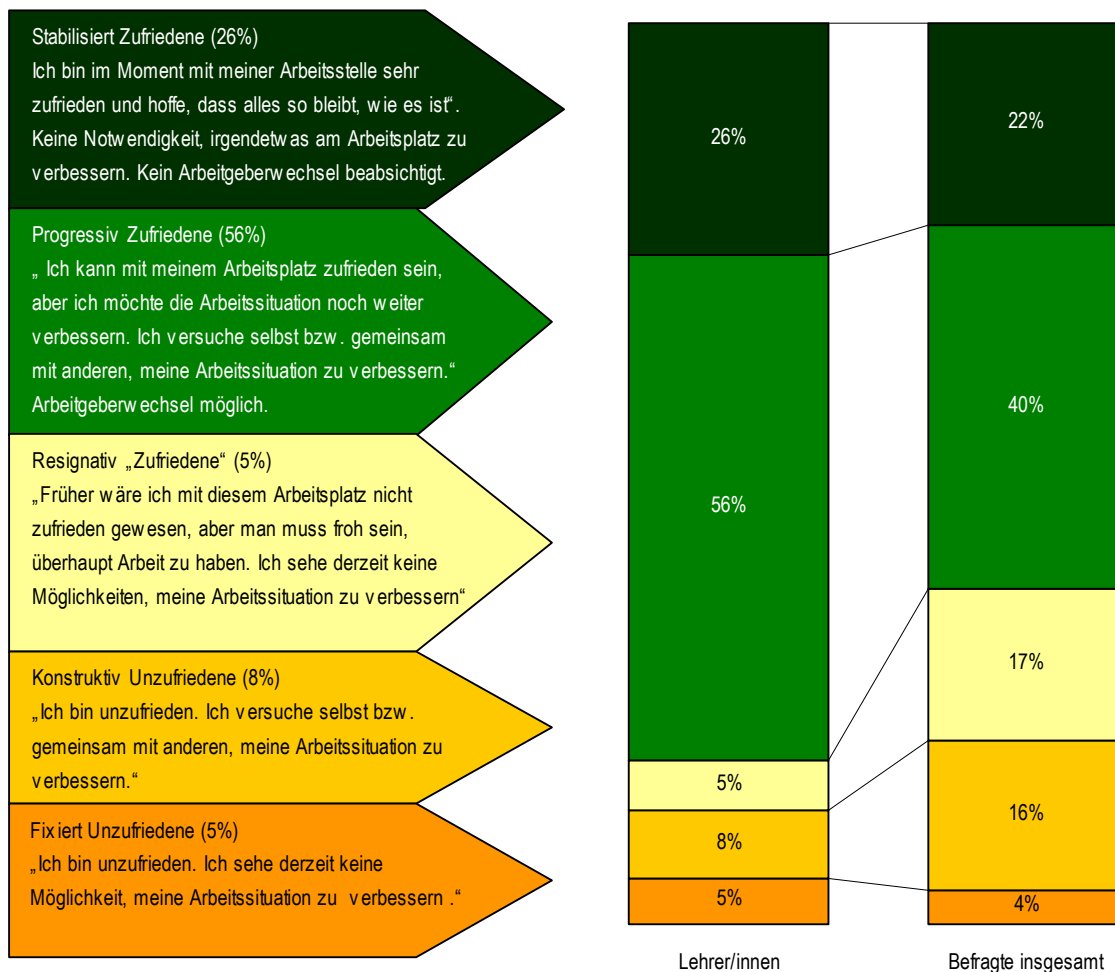 Stabilisiert Zufriedene (26%)
Ich bin im Moment mit meiner Arbeitsstelle sehr
zufrieden und hoffe, dass alles so bleibt, wie es ist“.
Keine Notwendigkeit, irgendetwas am Arbeitsplatz zu
verbessern. Kein Arbeitgeberwechsel beabsichtigt.
Progressiv Zufriedene (56%)
„ Ich kann mit meinem Arbeitsplatz zufrieden sein,
aber ich möchte die Arbeitssituation noch weiter
verbessern. Ich versuche selbst bzw. gemeinsam
mit anderen, meine Arbeitssituation zu verbessern.“
Arbeitgeberwechsel möglich.
Resignativ „Zufriedene“ (5%)
„Früher wäre ich mit diesem Arbeitsplatz nicht
zufrieden gewesen, aber man muss froh sein,
überhaupt Arbeit zu haben. Ich sehe derzeit keine
Möglichkeiten, meine Arbeitssituation zu verbessern“
Konstruktiv Unzufriedene (8%)
„Ich bin unzufrieden. Ich versuche selbst bzw.
gemeinsam mit anderen, meine Arbeitssituation zu
verbessern.“
Fixiert Unzufriedene (5%)
„Ich bin unzufrieden. Ich sehe derzeit keine
Möglichkeit, meine Arbeitssituation zu verbessern .“
26%
56%
5%
8%
5%
Lehrer/innen
22%
40%
17%
16%
4%
Befragte insgesamt